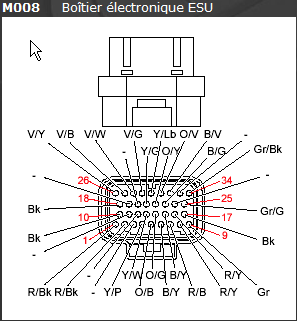 M008 Boîtier électronique ESU
V/Y V/B V/W V/G Y/Lb O/V B/V -
- Y/G O/Y B/G Gr/Bk
- 26 34 -
18 25
Bk Gr/G
10 17
Bk Bk
- 1 9
- Y/W O/G B/Y R/Y
R/Bk R/Bk - Y/P O/B B/Y R/B R/Y Gr